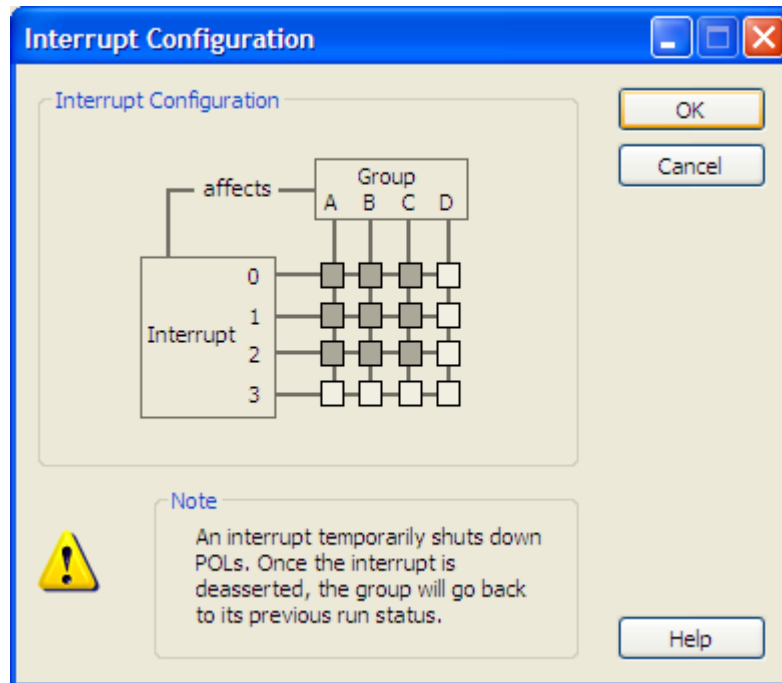 Interrupt Configuration
Interrupt Configuration
OK
Cancel
affects
Group
A B C D
Interrupt
0
1
2
3
Note
An interrupt temporarily shuts down
POLs. Once the interrupt is
deasserted, the group will go back
to its previous run status.
Help